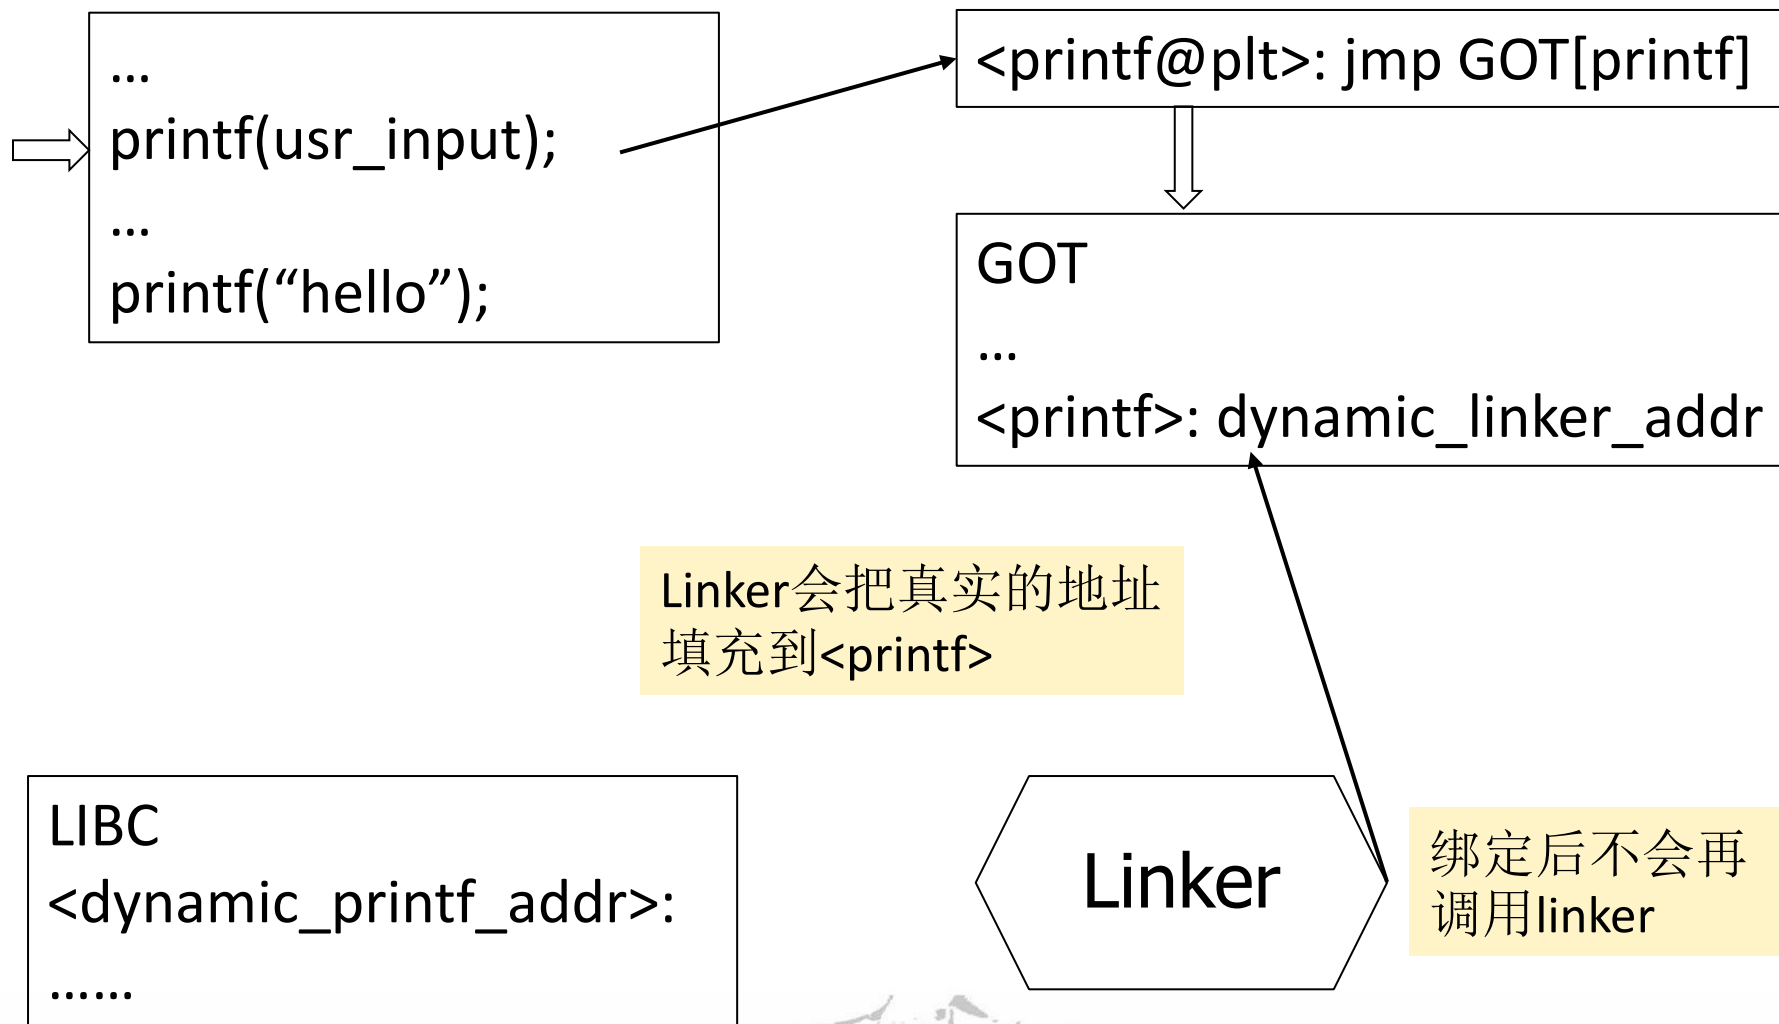 ...
printf(usr_input);
...
printf(“hello”);
<printf@plt>: jmp GOT[printf]
GOT
...
<printf>: dynamic_linker_addr
Linker会把真实的地址
填充到<printf>
LIBC
<dynamic_printf_addr>:
......
Linker
绑定后不会再
调用linker